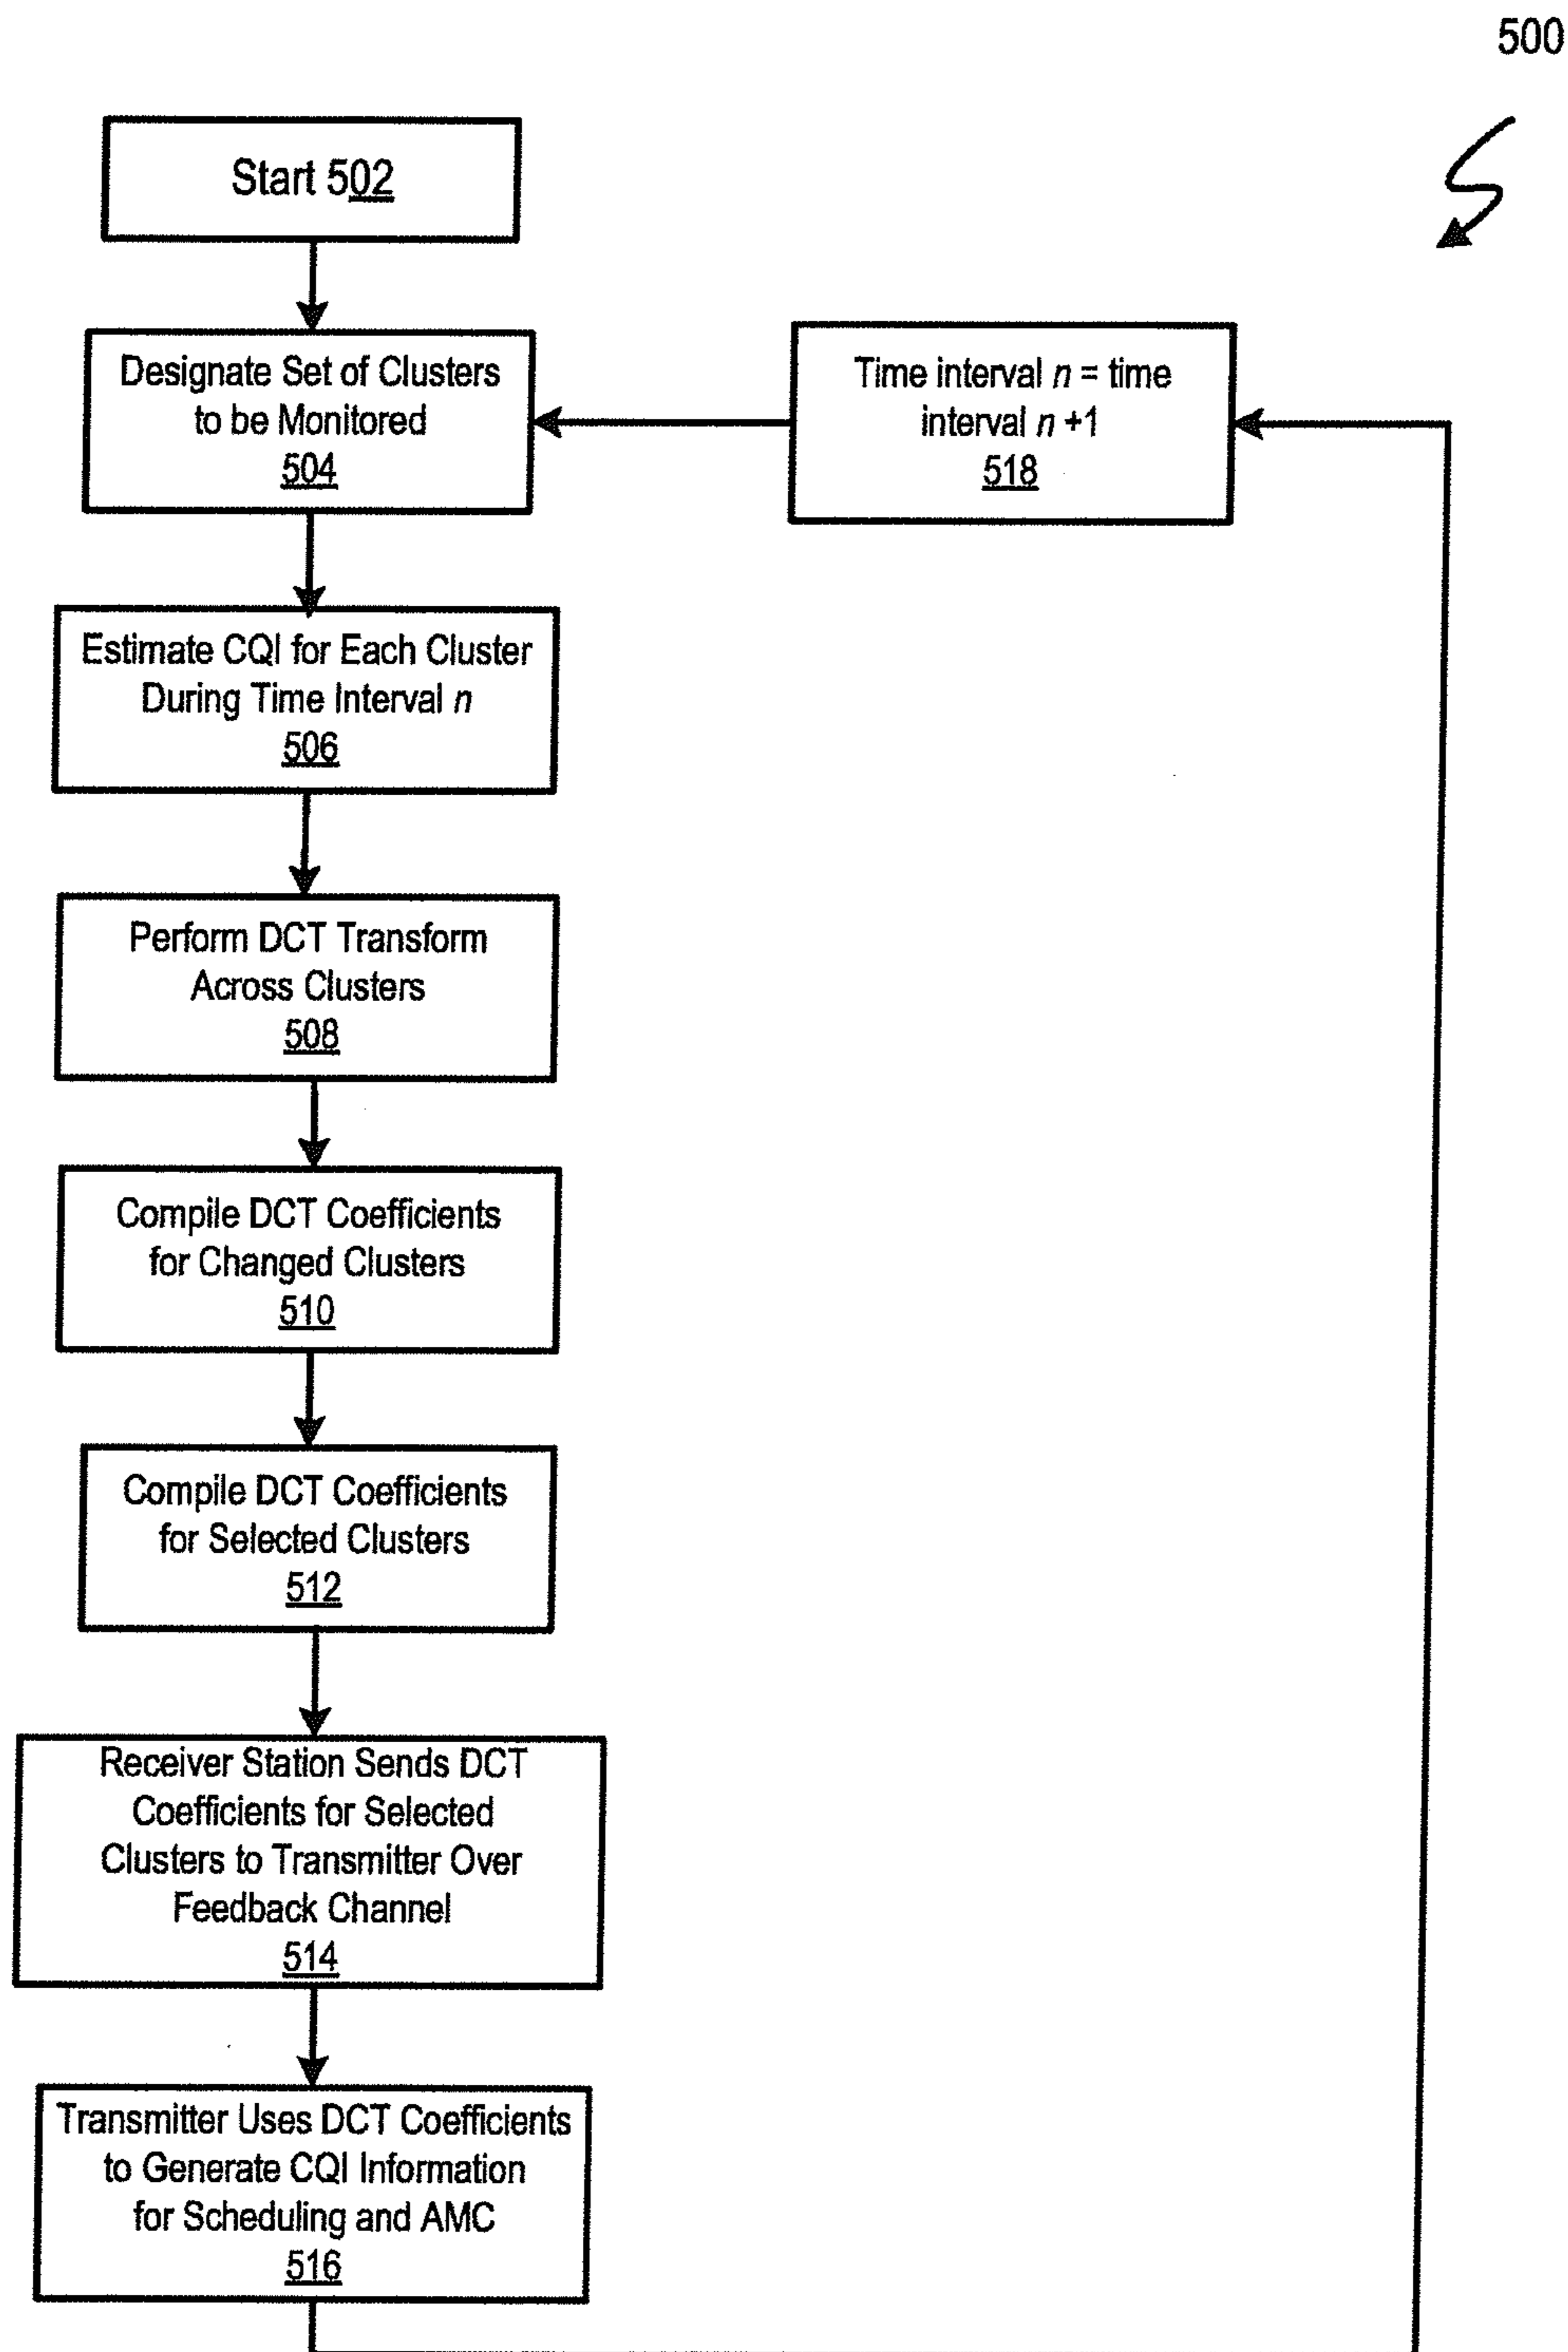 500
Start 502
Designate Set of Clusters
to be Monitored
504
Time interval n = time
interval n +1
518
Estimate CQI for Each Cluster
During Time Interval n
506
Perform DCT Transform
Across Clusters
508
Compile DCT Coefficients
for Changed Clusters
510
Compile DCT Coefficients
for Selected Clusters
512
Receiver Station Sends DCT
Coefficients for Selected
Clusters to Transmitter Over
Feedback Channel
514
Transmitter Uses DCT Coefficients
to Generate CQI Information
for Scheduling and AMC
516